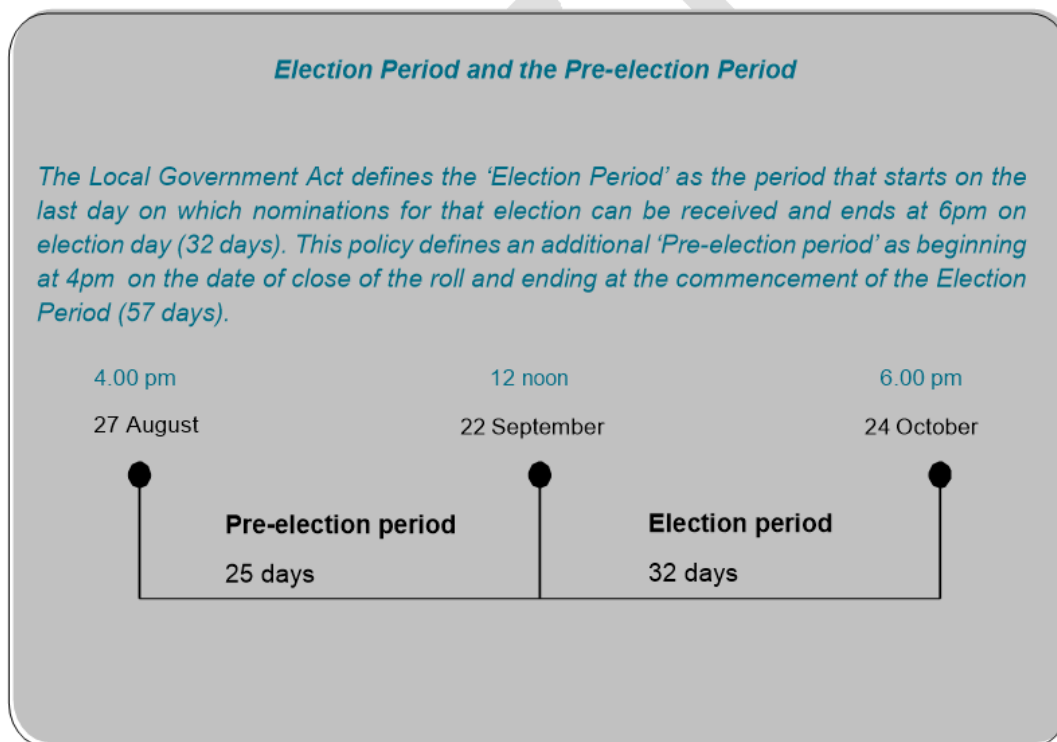 Election Period and the Pre-election Period
The Local Government Act defines the ‘Election Period’ as the period that starts on the
last day on which nominations for that election can be received and ends at 6pm on
election day (32 days). This policy defines an additional ‘Pre-election period’ as beginning
at 4pm on the date of close of the roll and ending at the commencement of the Election
Period (57 days).
4.00 pm 12 noon 6.00 pm
27 August 22 September 24 October
Pre-election period Election period
25 days 32 days